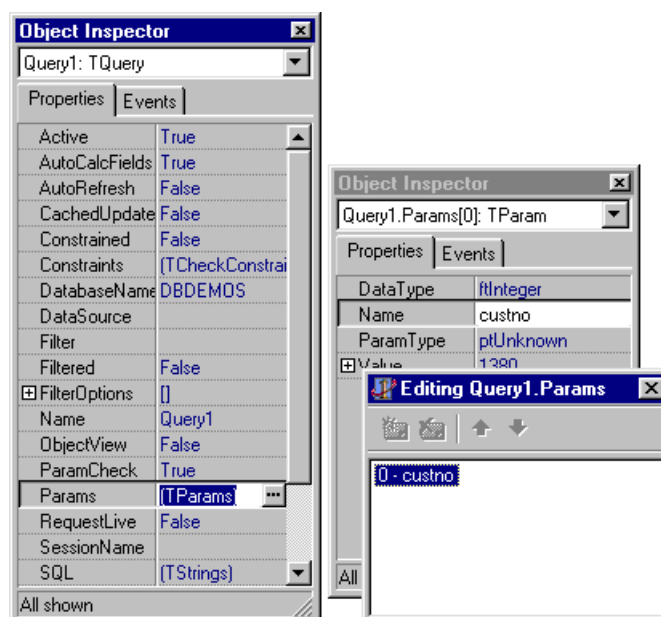 Object Inspector
Query1: TQuery
Properties Events
Active True
AutoCalcFields True
AutoRefresh False
CachedUpdate False
Constrained False
Constraints (TCheckConstrai
DatabaseName DBDEMOS
DataSource
Filter
Filtered False
FilterOptions []
Name Query1
ObjectView False
ParamCheck True
Params (TParams) ...
RequestLive False
SessionName
SQL (TStrings)
All shown
Object Inspector
Query1.Params[0]: TParam
Properties Events
DataType ftInteger
Name custno
ParamType ptUnknown
Value 1380
All
Editing Query1.Params
0 - custno